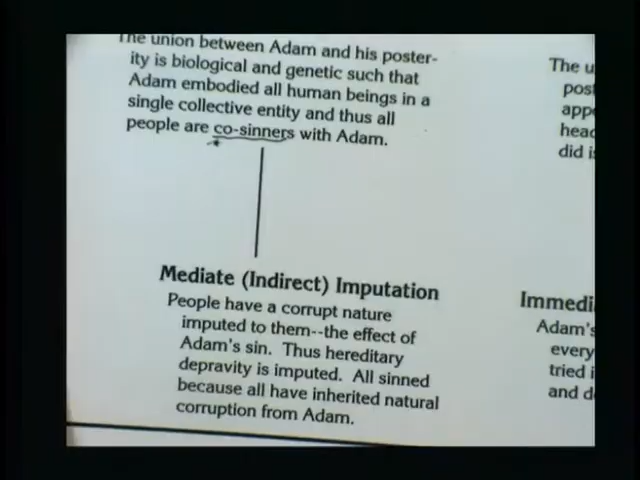 The union between Adam and his poster-
ity is biological and genetic such that
Adam embodied all human beings in a
single collective entity and thus all
people are co-sinners with Adam.
The u
post
appo
head
did is
Mediate (Indirect) Imputation
People have a corrupt nature
imputed to them--the effect of
Adam's sin. Thus hereditary
depravity is imputed. All sinned
because all have inherited natural
corruption from Adam.
Immedi
Adam's
every
tried i
and d